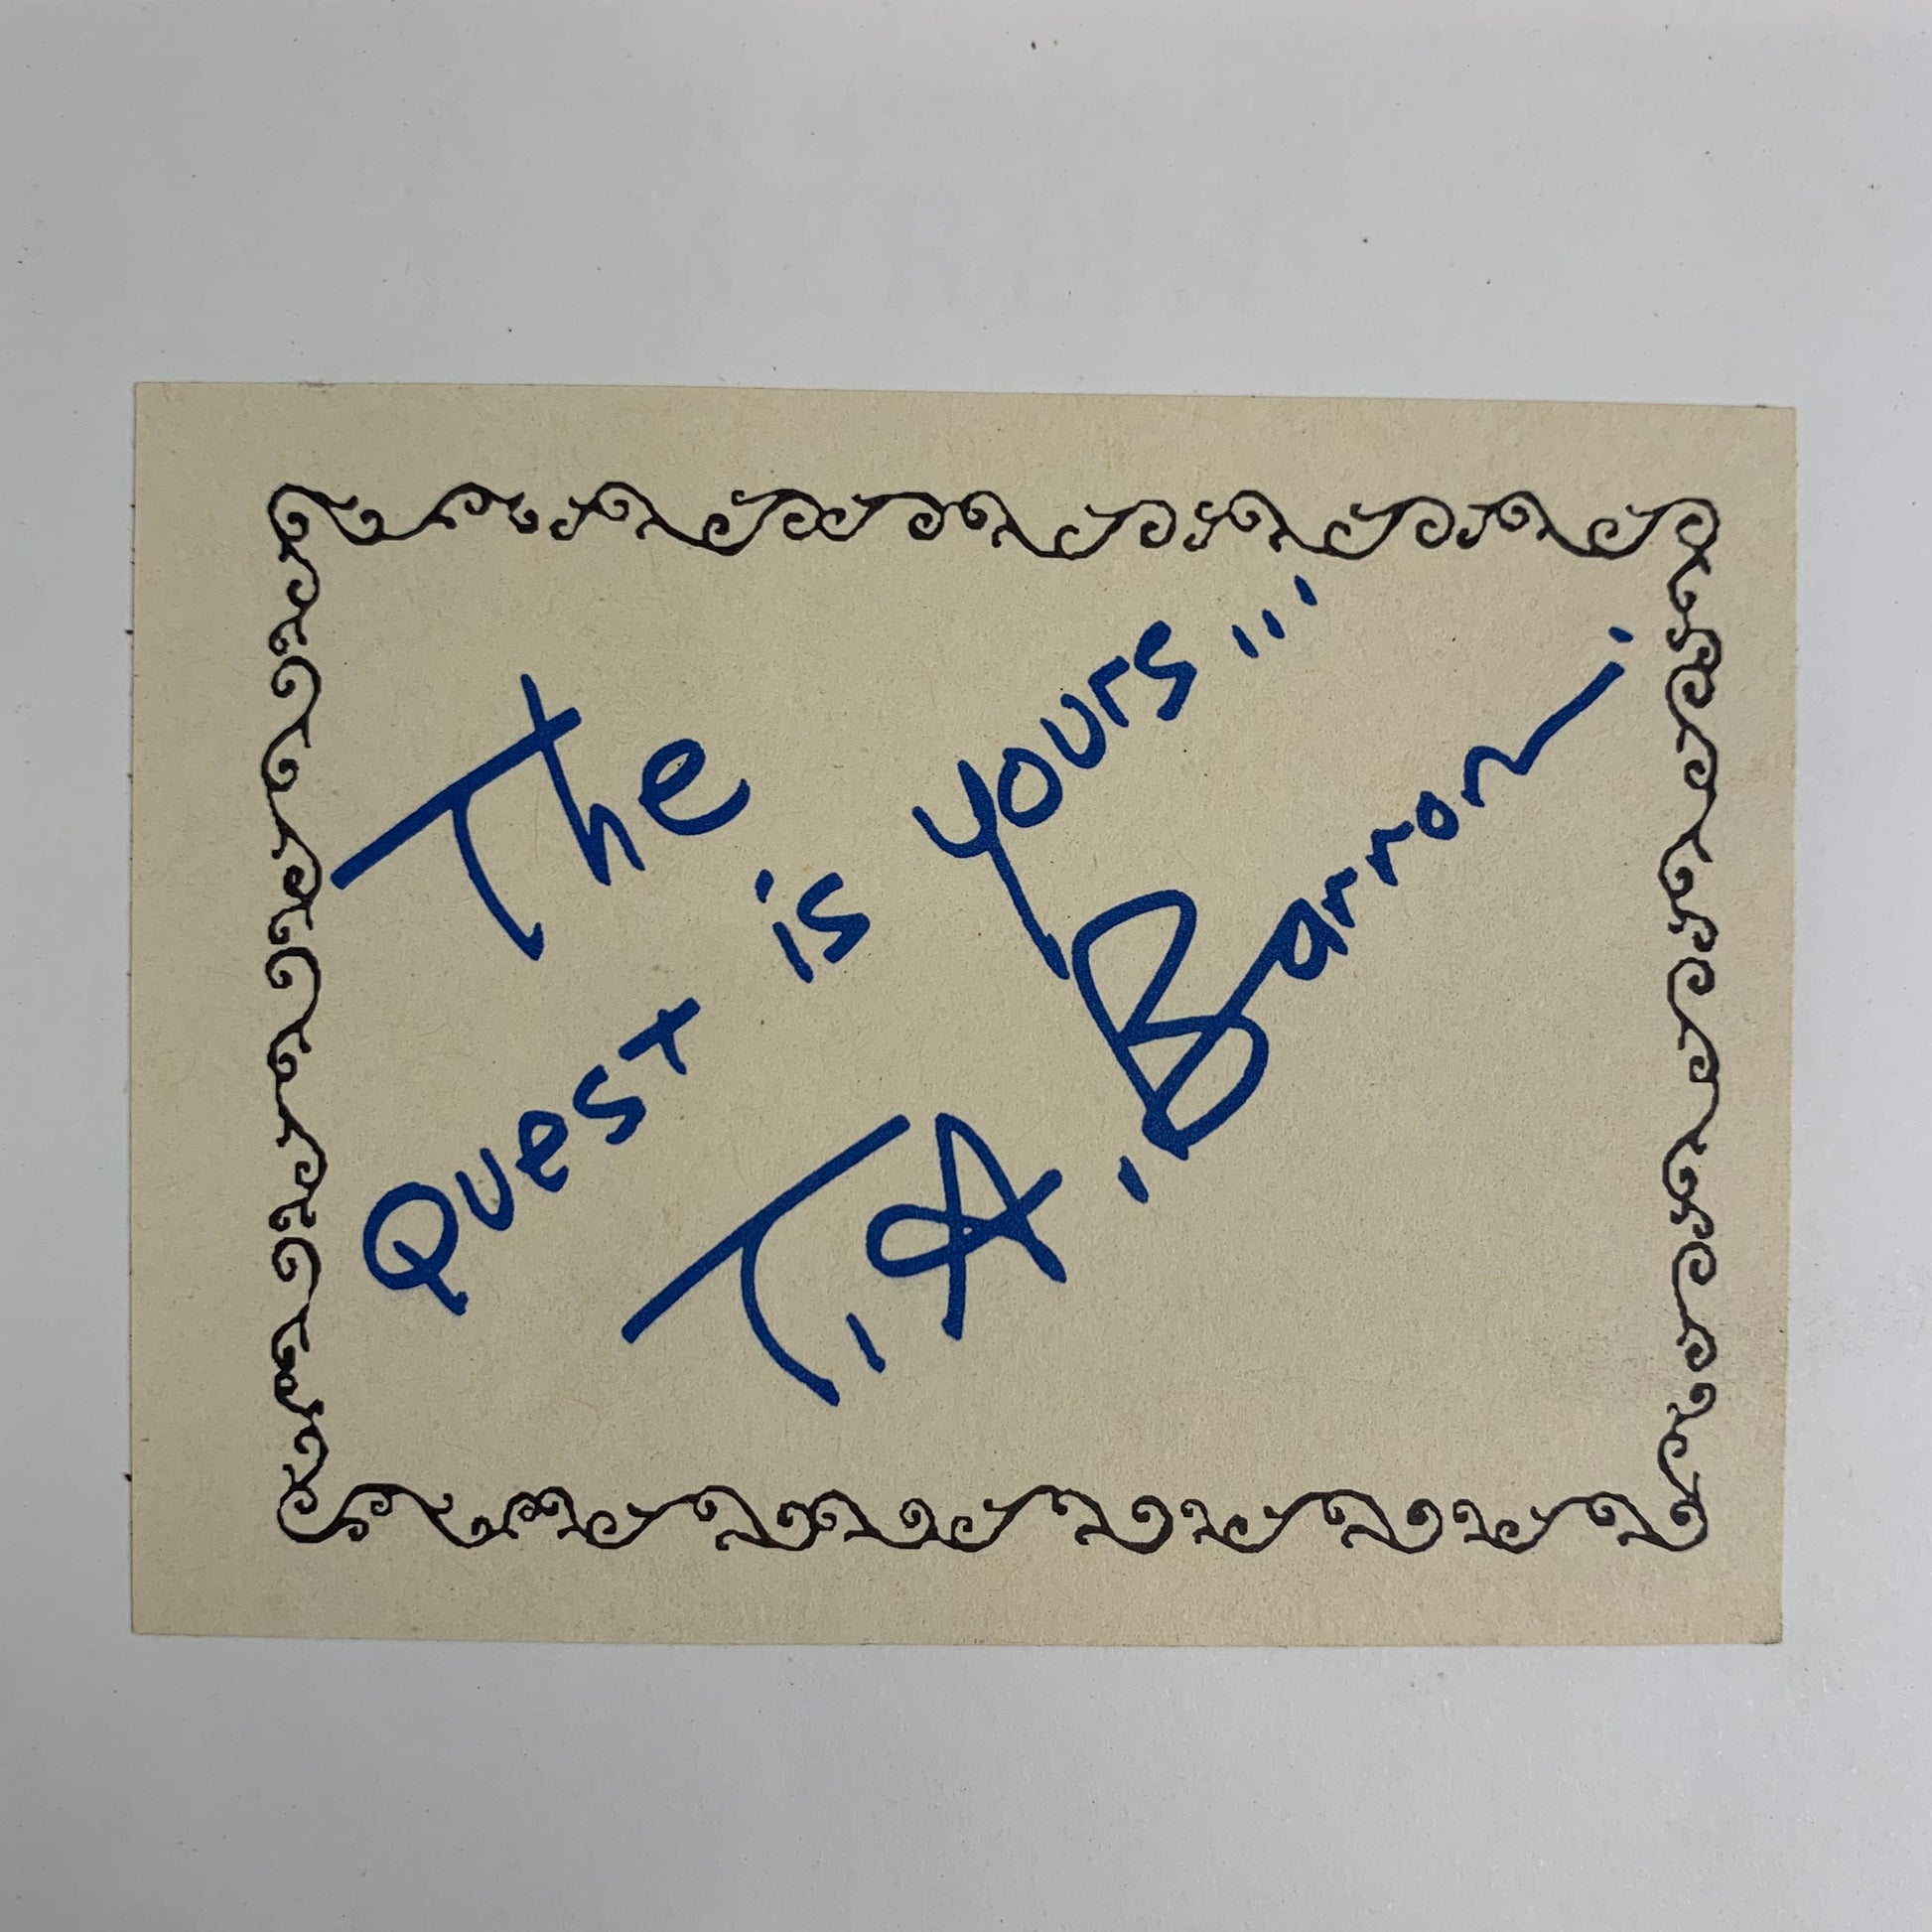 The
Quest is yours...
T.A. Barron